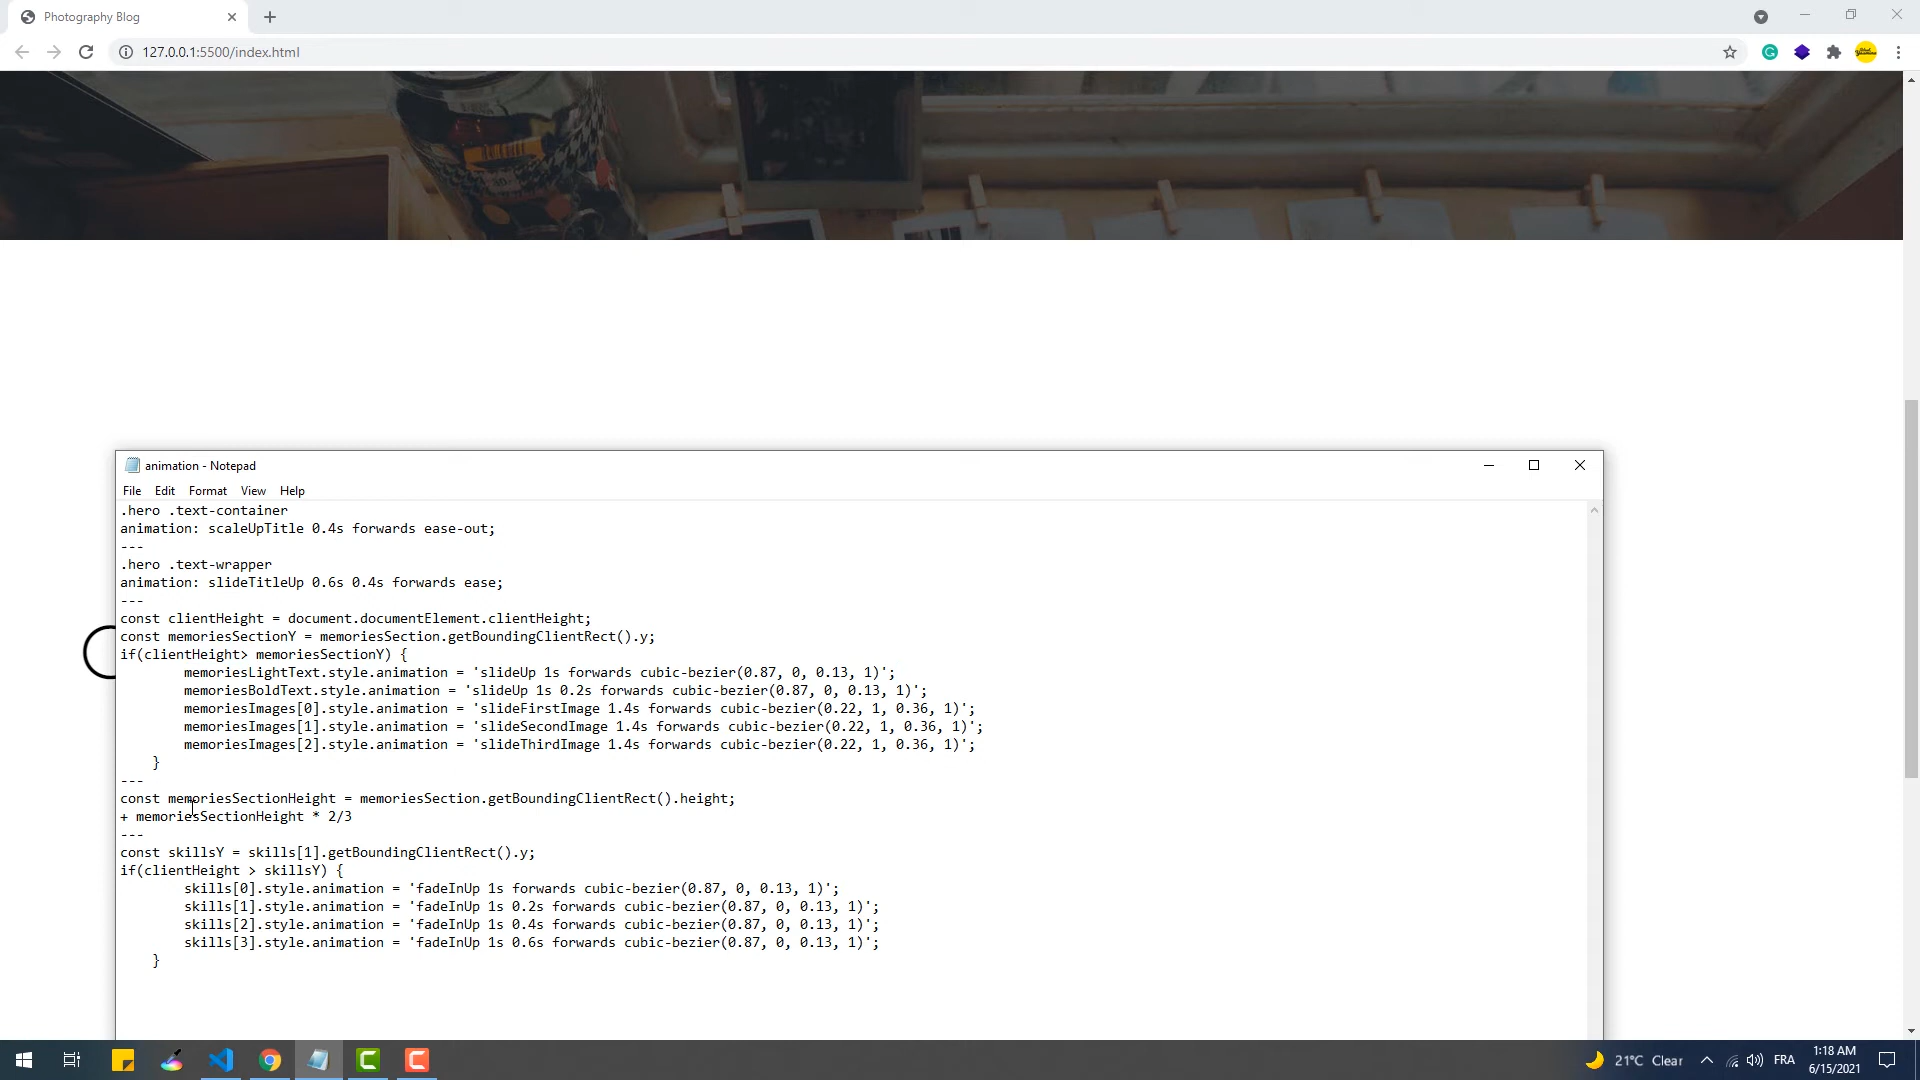 Photography Blog
127.0.0.1:5500/index.html
animation - Notepad
File Edit Format View Help
.hero .text-container
animation: scaleUpTitle 0.4s forwards ease-out;
---
.hero .text-wrapper
animation: slideTitleUp 0.6s 0.4s forwards ease;
---
const clientHeight = document.documentElement.clientHeight;
const memoriesSectionY = memoriesSection.getBoundingClientRect().y;
if(clientHeight> memoriesSectionY) {
memoriesLightText.style.animation = 'slideUp 1s forwards cubic-bezier(0.87, 0, 0.13, 1)';
memoriesBoldText.style.animation = 'slideUp 1s 0.2s forwards cubic-bezier(0.87, 0, 0.13, 1)';
memoriesImages[0].style.animation = 'slideFirstImage 1.4s forwards cubic-bezier(0.22, 1, 0.36, 1)';
memoriesImages[1].style.animation = 'slideSecondImage 1.4s forwards cubic-bezier(0.22, 1, 0.36, 1)';
memoriesImages[2].style.animation = 'slideThirdImage 1.4s forwards cubic-bezier(0.22, 1, 0.36, 1)';
}
---
const memoriesSectionHeight = memoriesSection.getBoundingClientRect().height;
+ memoriesSectionHeight * 2/3
---
const skillsY = skills[1].getBoundingClientRect().y;
if(clientHeight > skillsY) {
skills[0].style.animation = 'fadeInUp 1s forwards cubic-bezier(0.87, 0, 0.13, 1)';
skills[1].style.animation = 'fadeInUp 1s 0.2s forwards cubic-bezier(0.87, 0, 0.13, 1)';
skills[2].style.animation = 'fadeInUp 1s 0.4s forwards cubic-bezier(0.87, 0, 0.13, 1)';
skills[3].style.animation = 'fadeInUp 1s 0.6s forwards cubic-bezier(0.87, 0, 0.13, 1)';
}
21°C Clear
FRA
1:18 AM
6/15/2021